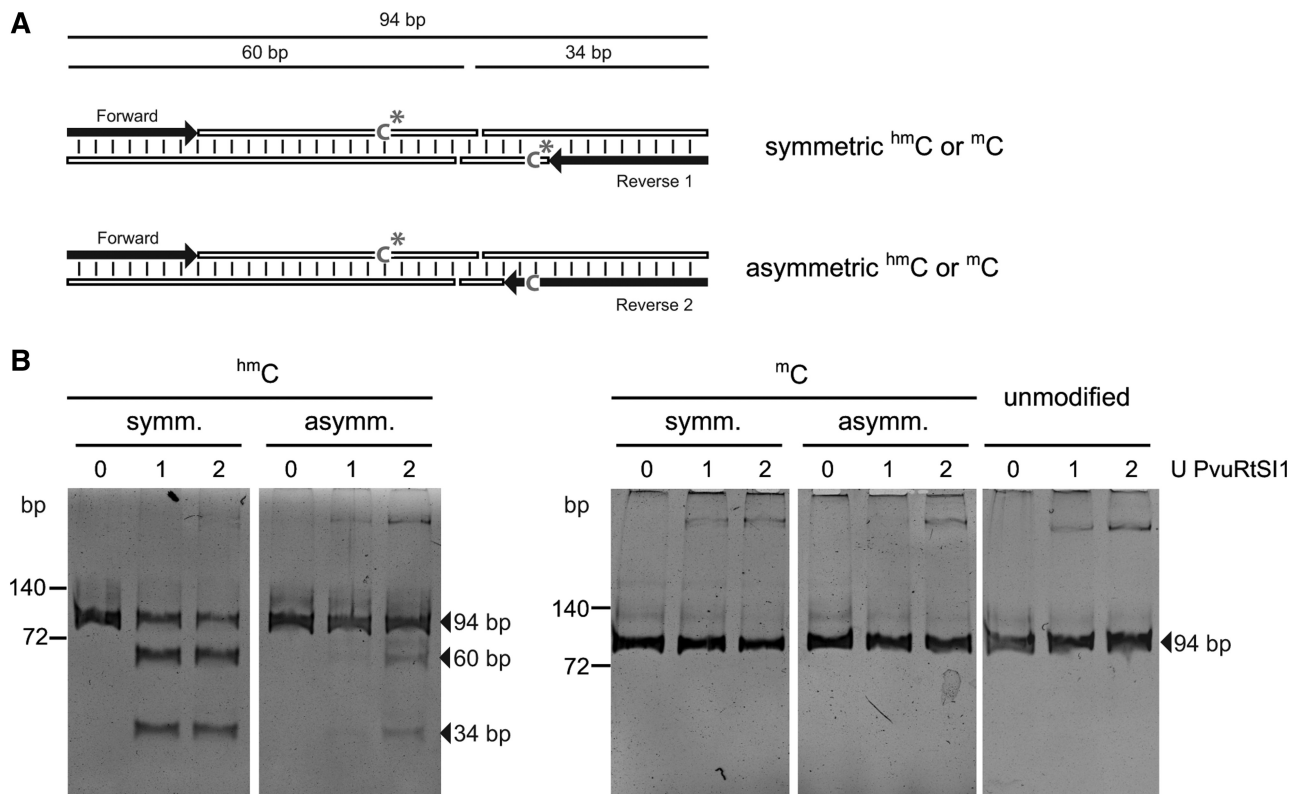 A
94 bp
60 bp 34 bp
Forward
C*
symmetric hmC or mC
C*
Reverse 1
Forward
C*
asymmetric hmC or mC
C
Reverse 2
B
hmC mC unmodified
symm. asymm. symm. asymm.
0 1 2 0 1 2 0 1 2 0 1 2 0 1 2 U PvuRtSI1
bp bp
140 94 bp 140
72 60 bp 72 94 bp
34 bp